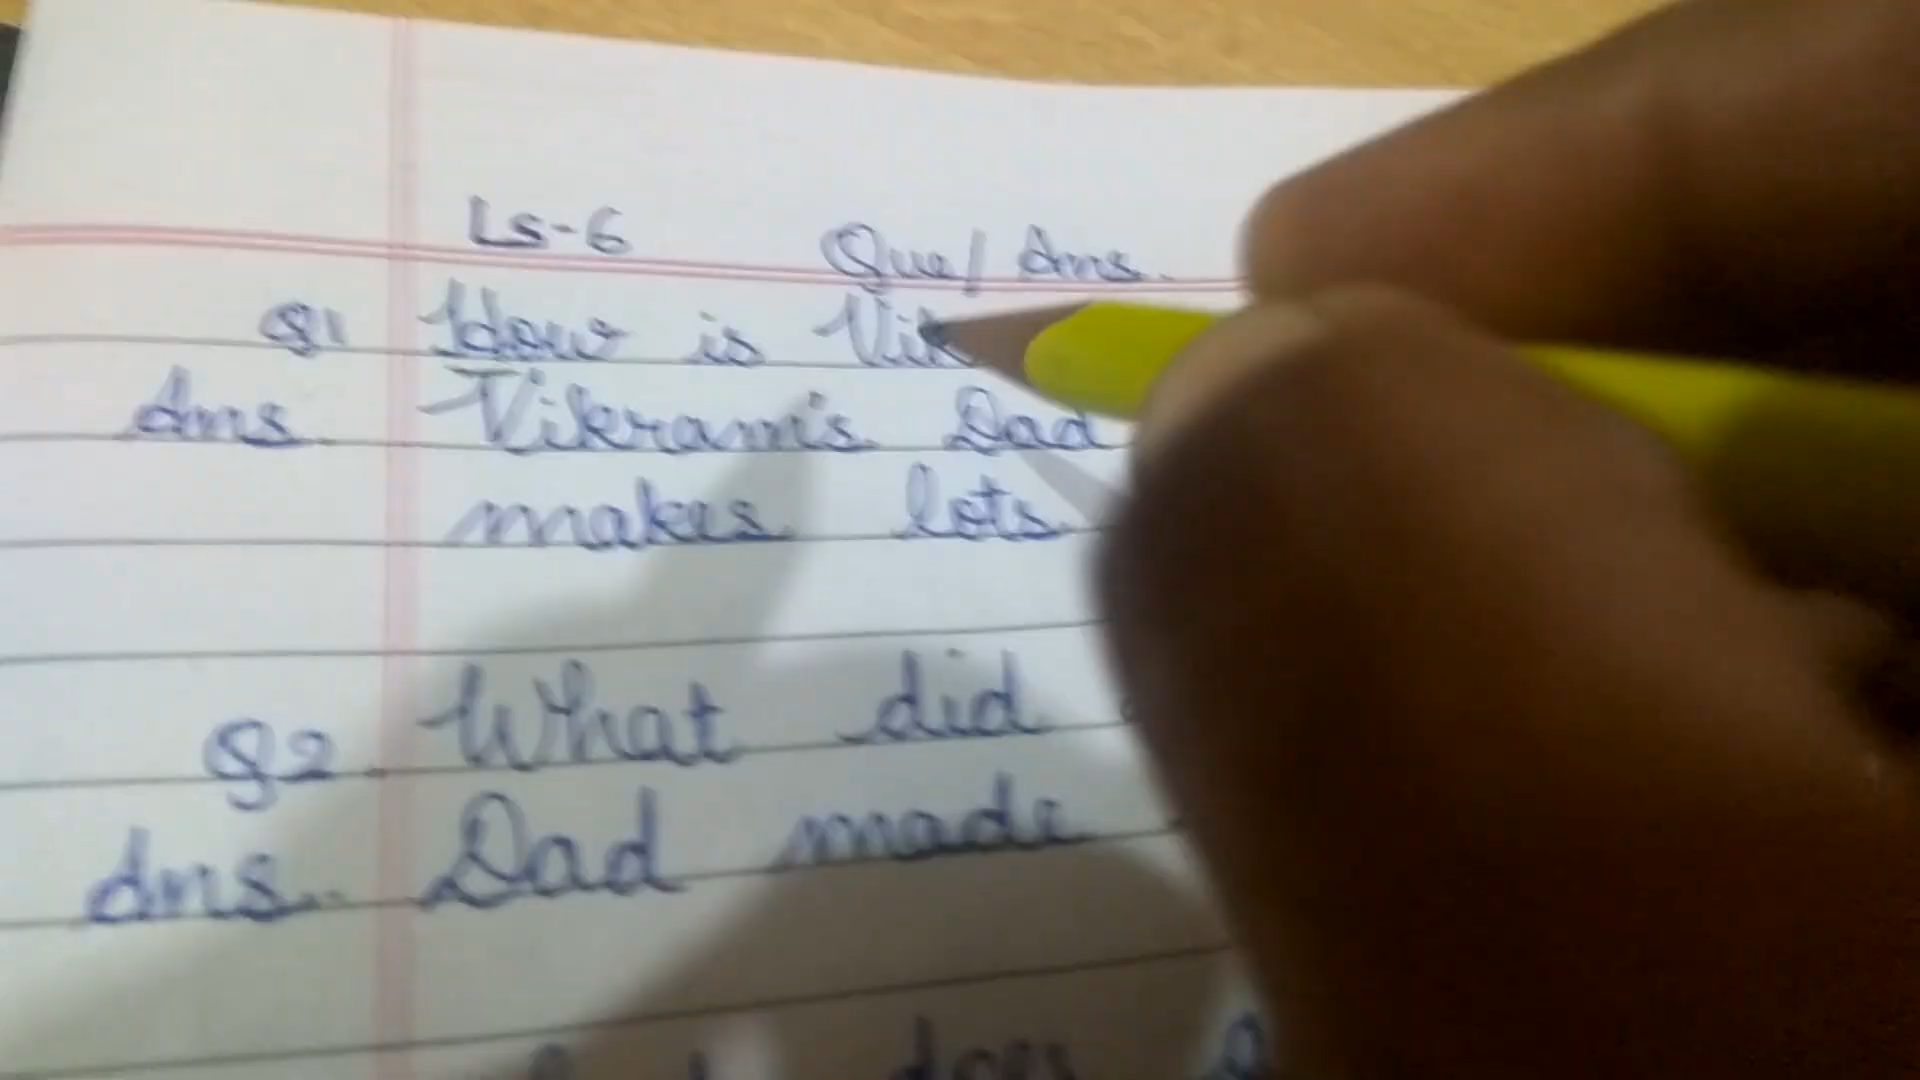 Ls-6 Que/ Ans.
Q1 How is Vik
Ans. Vikram's Dad
makes lots
Q2. What did
Ans. Dad made
does